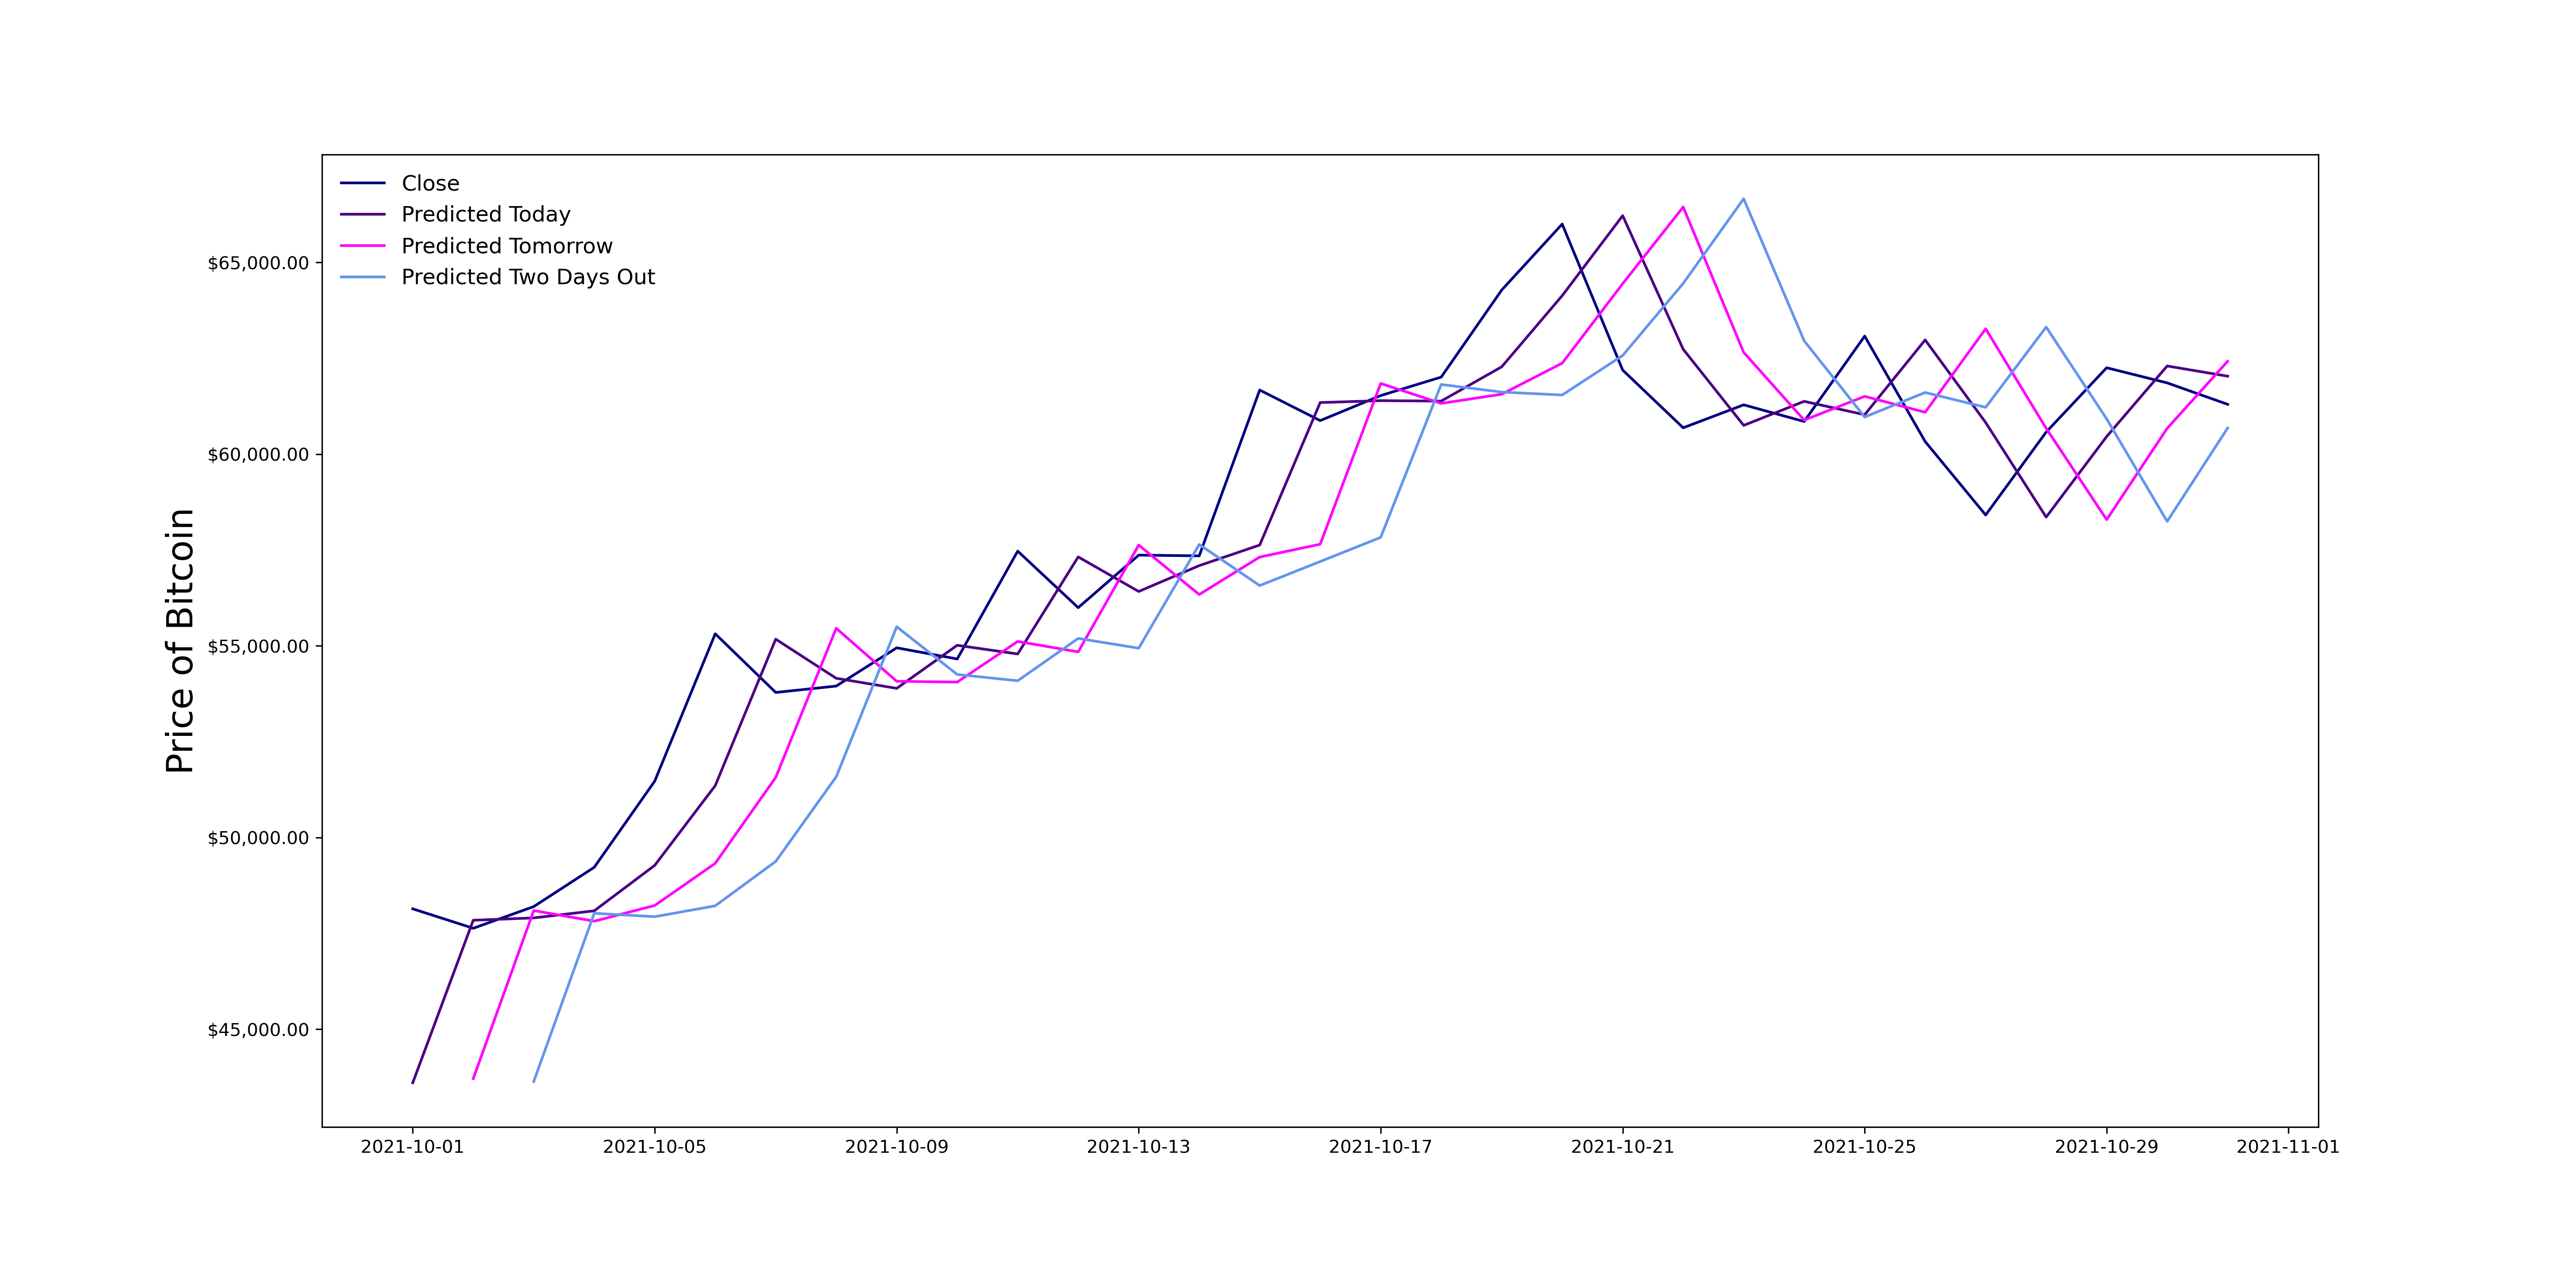 Close
Predicted Today
Predicted Tomorrow
Predicted Two Days Out
Price of Bitcoin
$65,000.00
$60,000.00
$55,000.00
$50,000.00
$45,000.00
2021-10-01 2021-10-05 2021-10-09 2021-10-13 2021-10-17 2021-10-21 2021-10-25 2021-10-29 2021-11-01